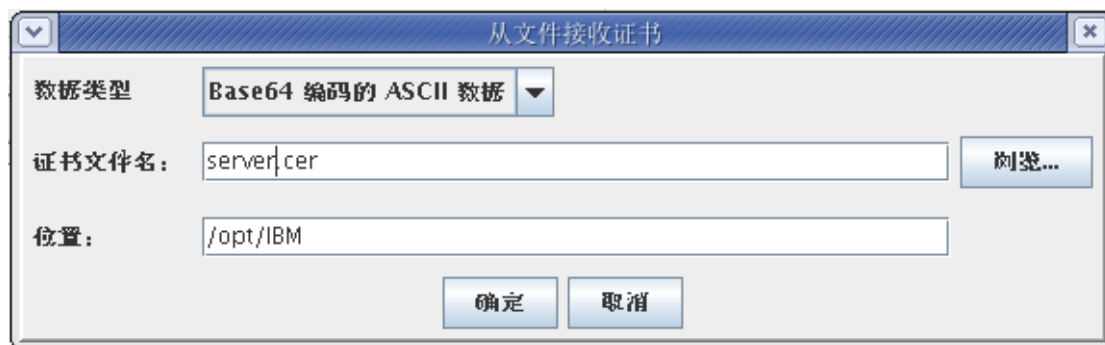 从文件接收证书
数据类型 Base64 编码的 ASCII 数据
证书文件名： server.cer 浏览...
位置： /opt/IBM
确定 取消